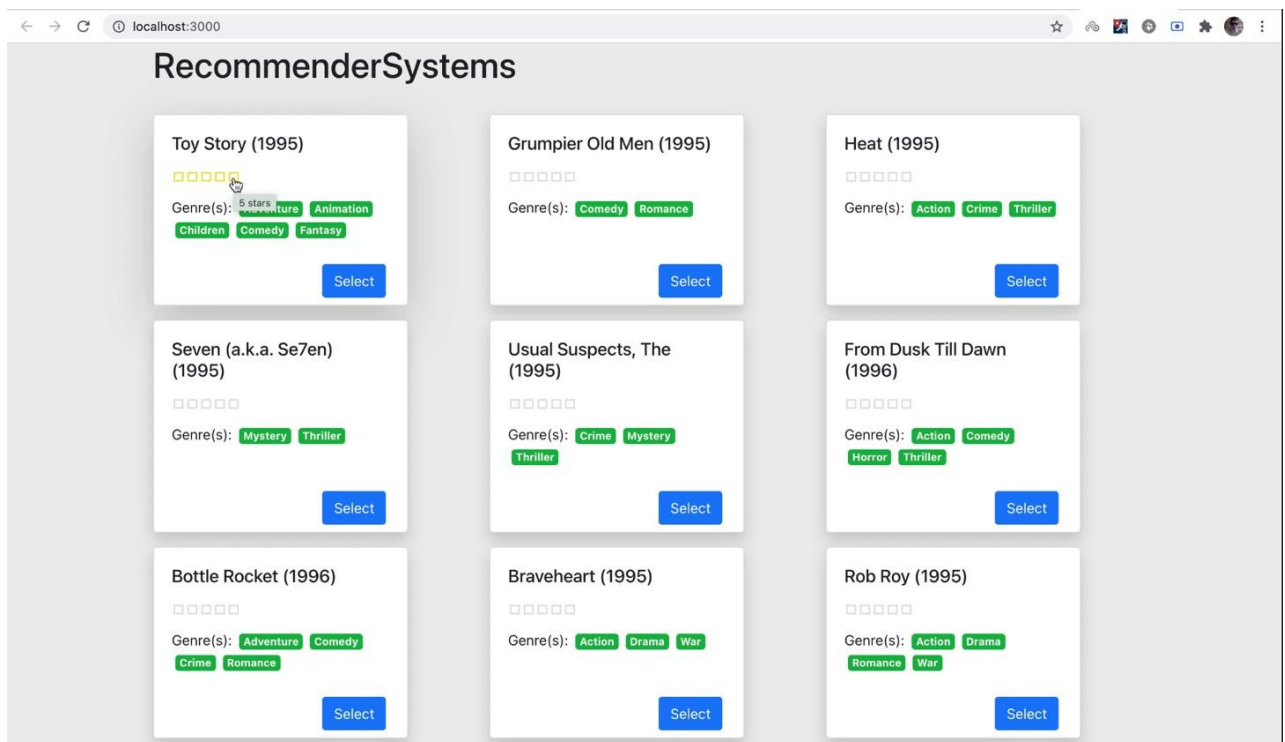 localhost:3000
RecommenderSystems
Toy Story (1995)
5 stars
Genre(s): Adventure Animation
Children Comedy Fantasy
Select
Grumpier Old Men (1995)
Genre(s): Comedy Romance
Select
Heat (1995)
Genre(s): Action Crime Thriller
Select
Seven (a.k.a. Se7en)
(1995)
Genre(s): Mystery Thriller
Select
Usual Suspects, The
(1995)
Genre(s): Crime Mystery
Thriller
Select
From Dusk Till Dawn
(1996)
Genre(s): Action Comedy
Horror Thriller
Select
Bottle Rocket (1996)
Genre(s): Adventure Comedy
Crime Romance
Select
Braveheart (1995)
Genre(s): Action Drama War
Select
Rob Roy (1995)
Genre(s): Action Drama
Romance War
Select